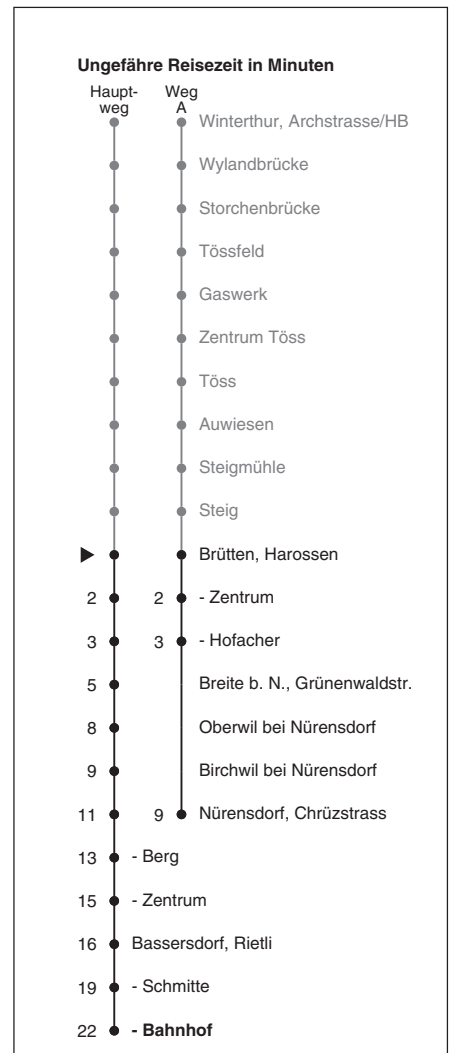 Ungefähre Reisezeit in Minuten
Haupt- Weg
weg A
Winterthur, Archstrasse/HB
Wylandbrücke
Storchenbrücke
Tössfeld
Gaswerk
Zentrum Töss
Töss
Auwiesen
Steigmühle
Steig
Brütten, Harossen
2 2 - Zentrum
3 3 - Hofacher
5 Breite b. N., Grünenwaldstr.
8 Oberwil bei Nürensdorf
9 Birchwil bei Nürensdorf
11 9 Nürensdorf, Chrüzstrass
13 - Berg
15 - Zentrum
16 Bassersdorf, Rietli
19 - Schmitte
22 - Bahnhof